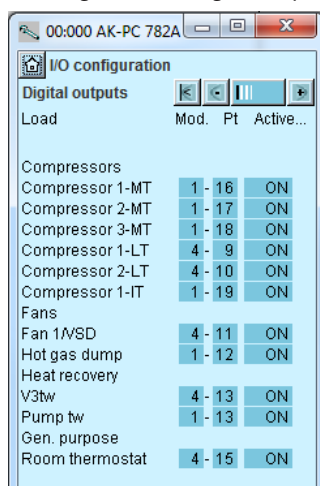 00:000 AK-PC 782A
I/O configuration
Digital outputs
Load Mod. Pt Active...
Compressors
Compressor 1-MT 1 - 16 ON
Compressor 2-MT 1 - 17 ON
Compressor 3-MT 1 - 18 ON
Compressor 1-LT 4 - 9 ON
Compressor 2-LT 4 - 10 ON
Compressor 1-IT 1 - 19 ON
Fans
Fan 1/VSD 4 - 11 ON
Hot gas dump 1 - 12 ON
Heat recovery
V3tw 4 - 13 ON
Pump tw 1 - 13 ON
Gen. purpose
Room thermostat 4 - 15 ON